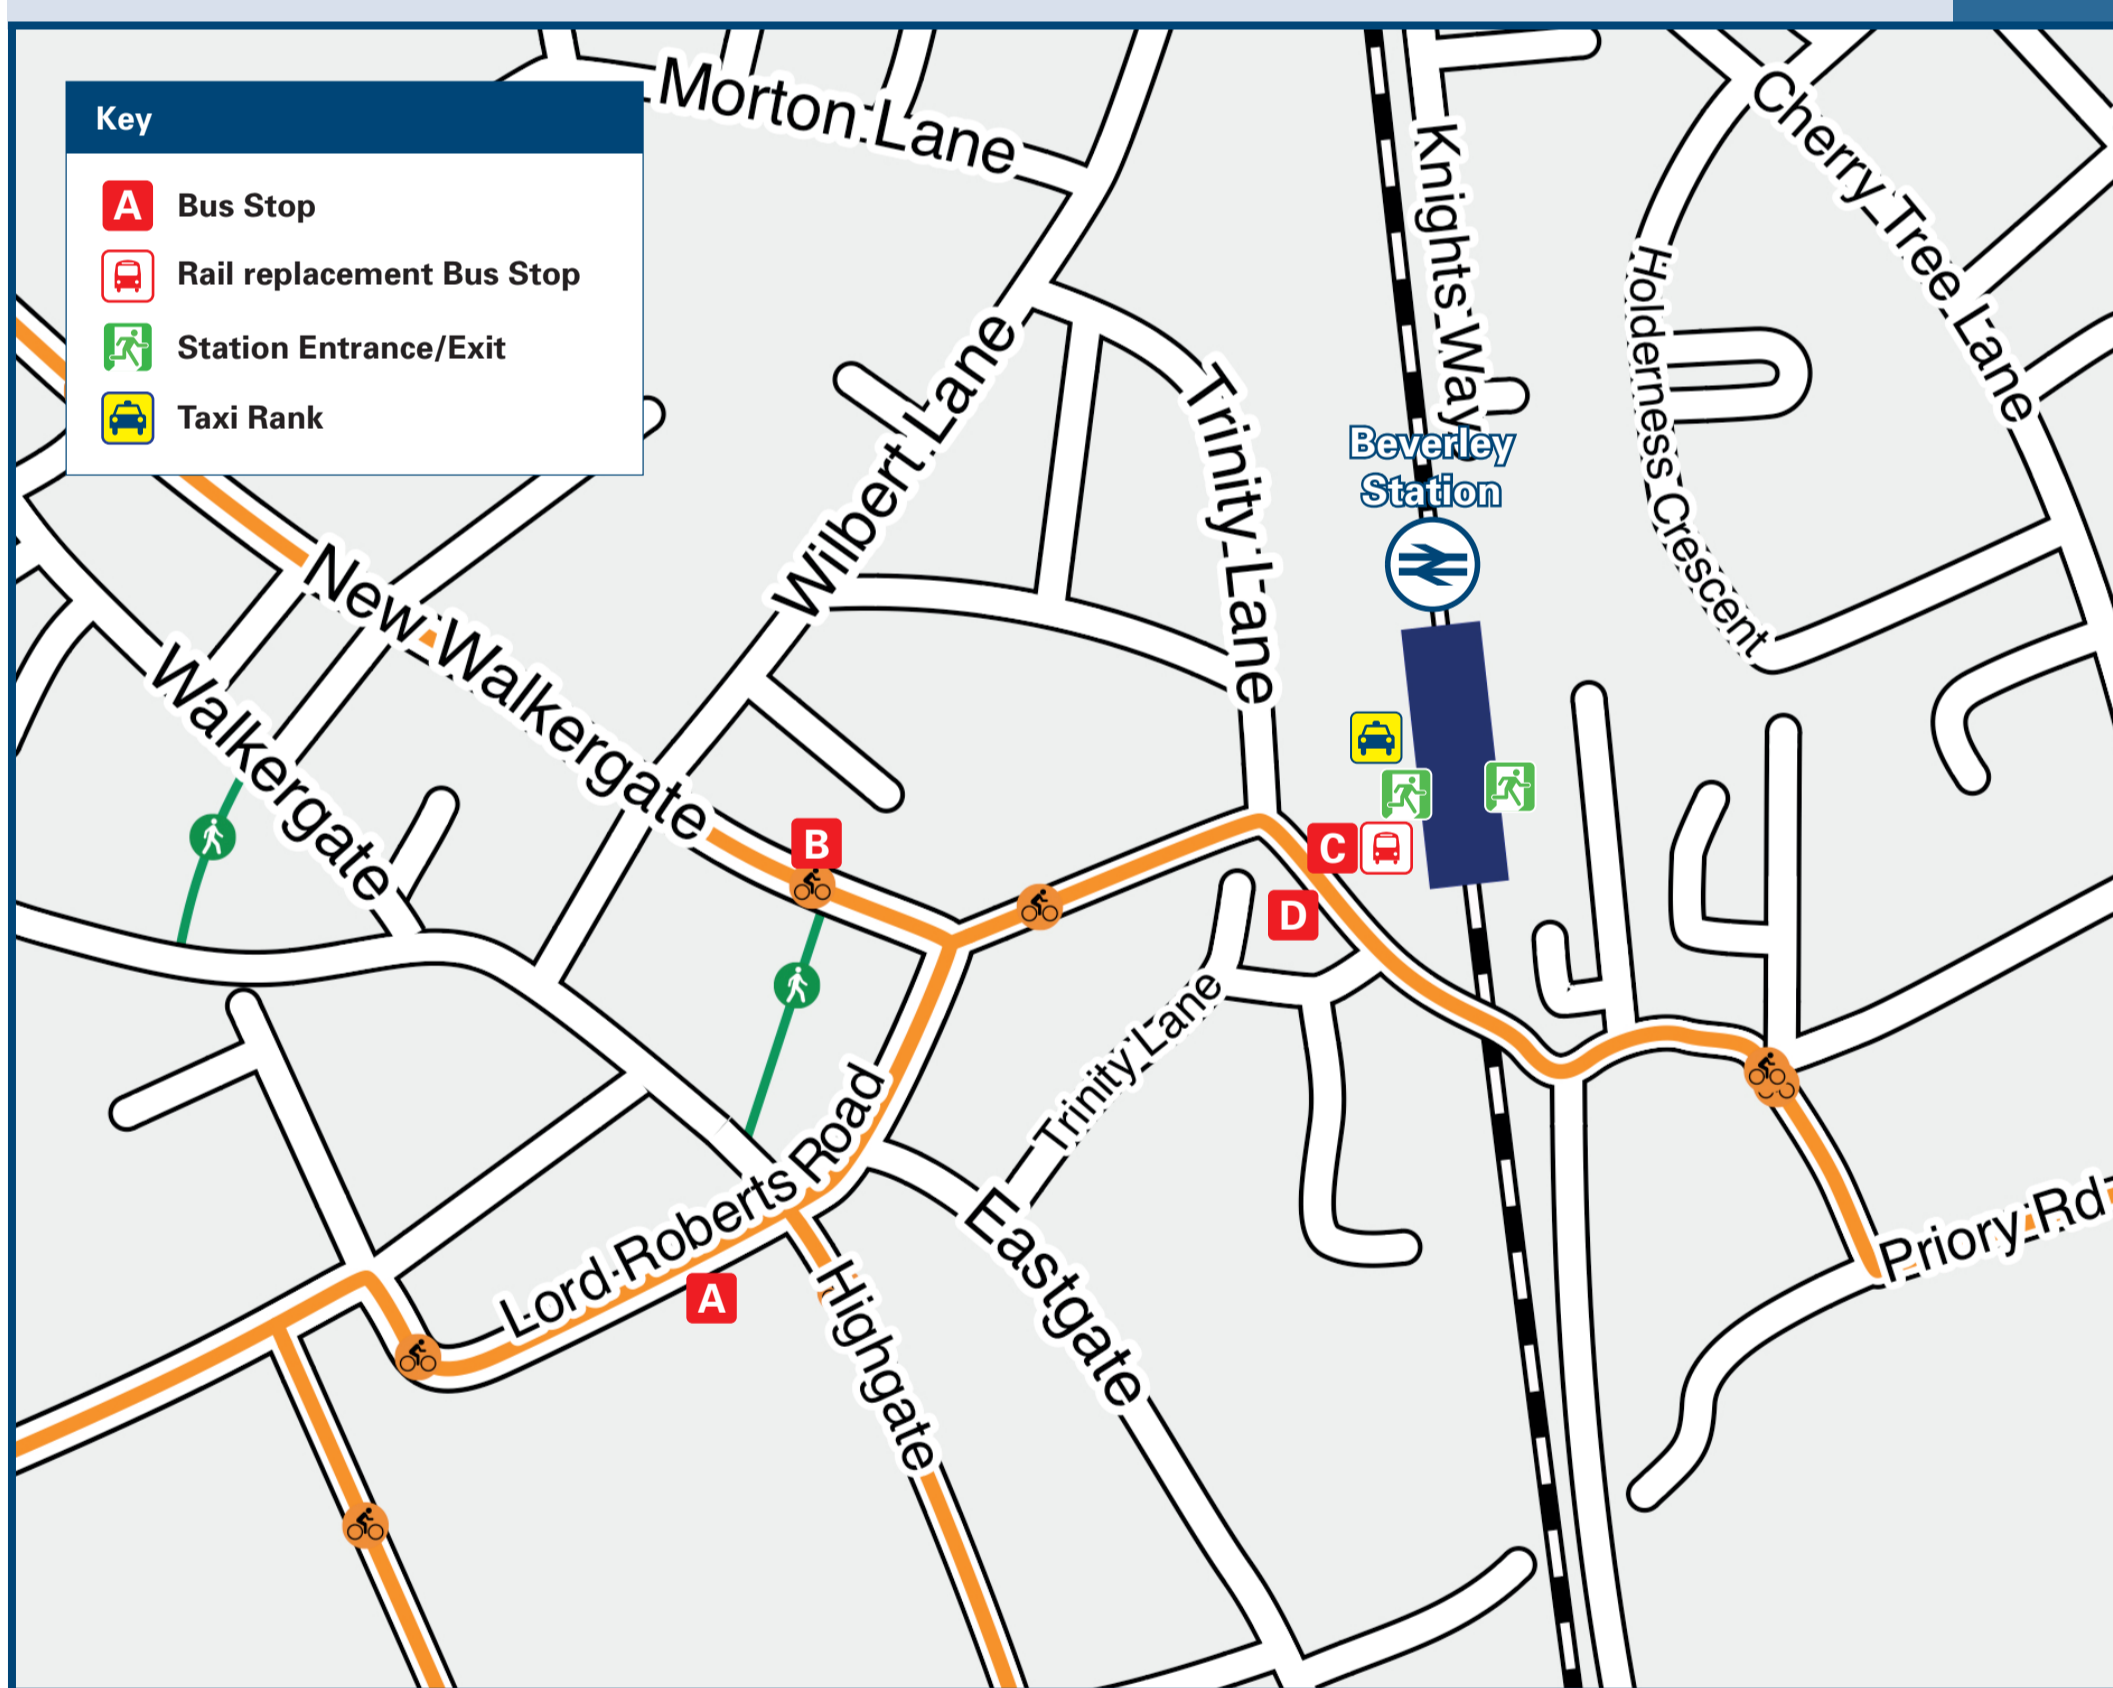 Key
A
Bus Stop
Rail replacement Bus Stop
Station Entrance/Exit
Taxi Rank
Morton Lane
Knights Way
Cherry Tree Lane
Holderness Crescent
Wilbert Lane
Trinity Lane
Beverley
Station
New Walkergate
Walkergate
B
C
D
Trinity Lane
Lord Roberts Road
A
Highgate
Eastgate
Priory Rd